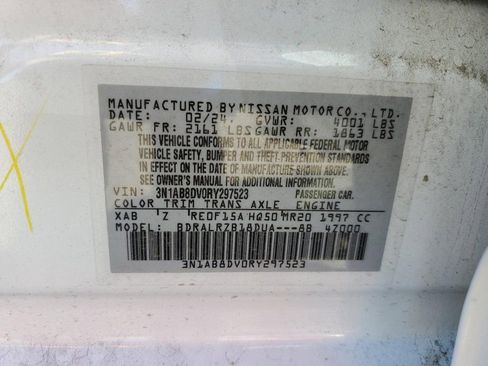 MANUFACTURED BY NISSAN MOTOR CO., LTD.
DATE: 02/24 GVWR: 4001 LBS
GAWR FR: 2161 LBS GAWR RR: 1863 LBS
THIS VEHICLE CONFORMS TO ALL APPLICABLE FEDERAL MOTOR
VEHICLE SAFETY, BUMPER AND THEFT PREVENTION STANDARDS
IN EFFECT ON THE DATE OF MANUFACTURE SHOWN ABOVE.
SEE OWNER'S MANUAL FOR ADDITIONAL INFORMATION
VIN: 3N1AB8DV0RY297523 PASSENGER CAR.
COLOR TRIM TRANS AXLE ENGINE
XAB Z RE0F15A HQ50 MR20 1997 CC
MODEL: BDRALRZB18DUA---AB 4Z000
3N1AB8DV0RY297523